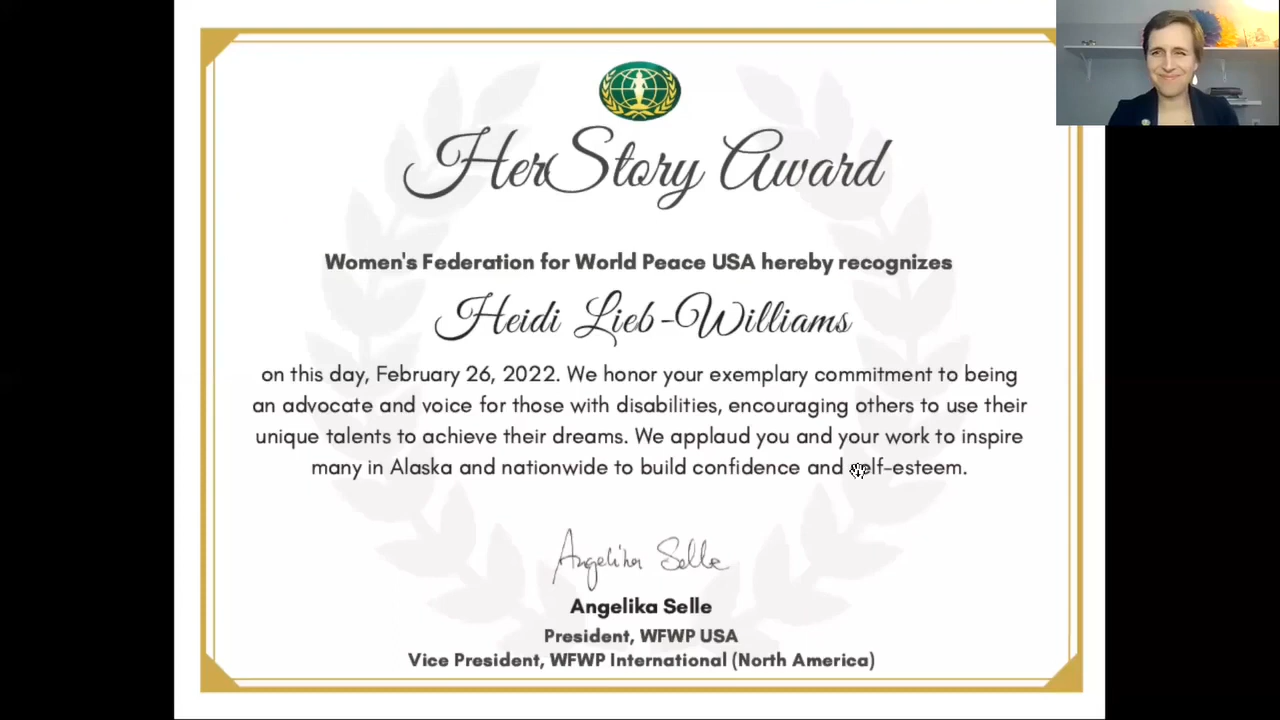 HerStory Award
Women's Federation for World Peace USA hereby recognizes
Heidi Lieb-Williams
on this day, February 26, 2022. We honor your exemplary commitment to being
an advocate and voice for those with disabilities, encouraging others to use their
unique talents to achieve their dreams. We applaud you and your work to inspire
many in Alaska and nationwide to build confidence and self-esteem.
Angelika Selle
Angelika Selle
President, WFWP USA
Vice President, WFWP International (North America)